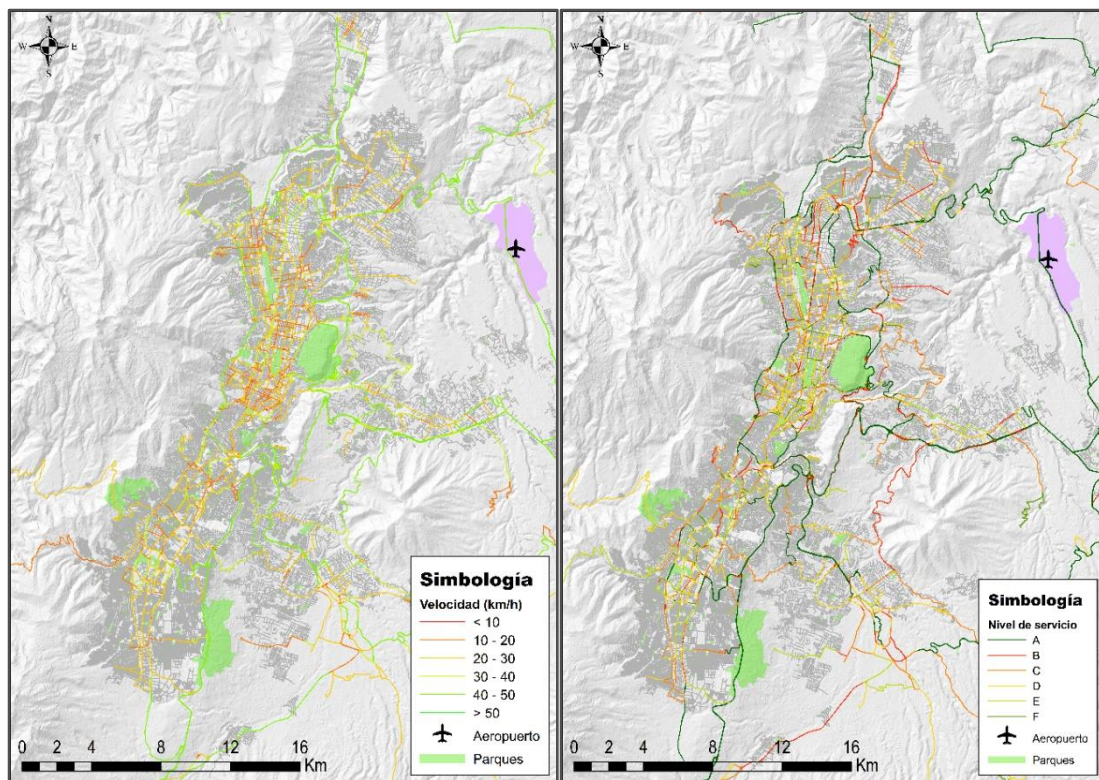 N
W E
S
Simbología
Velocidad (km/h)
< 10
10 - 20
20 - 30
30 - 40
40 - 50
> 50
Aeropuerto
Parques
0 2 4 8 12 16
Km
N
W E
S
Simbología
Nivel de servicio
A
B
C
D
E
F
Aeropuerto
Parques
0 2 4 8 12 16
Km